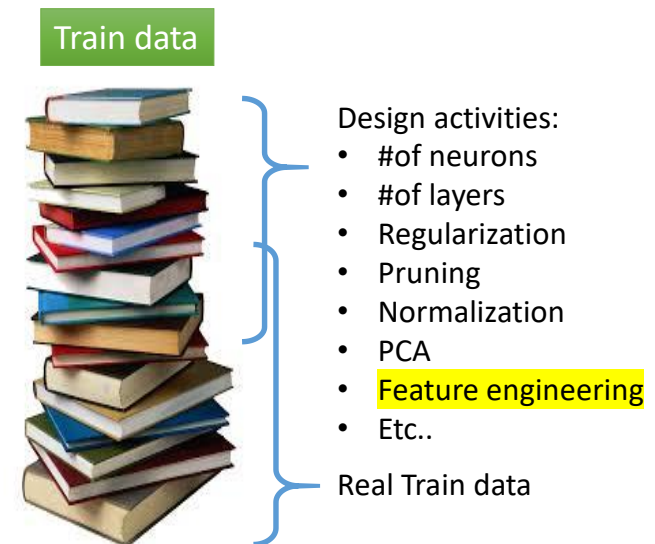 Train data
Design activities:
• #of neurons
• #of layers
• Regularization
• Pruning
• Normalization
• PCA
• Feature engineering
• Etc..
Real Train data